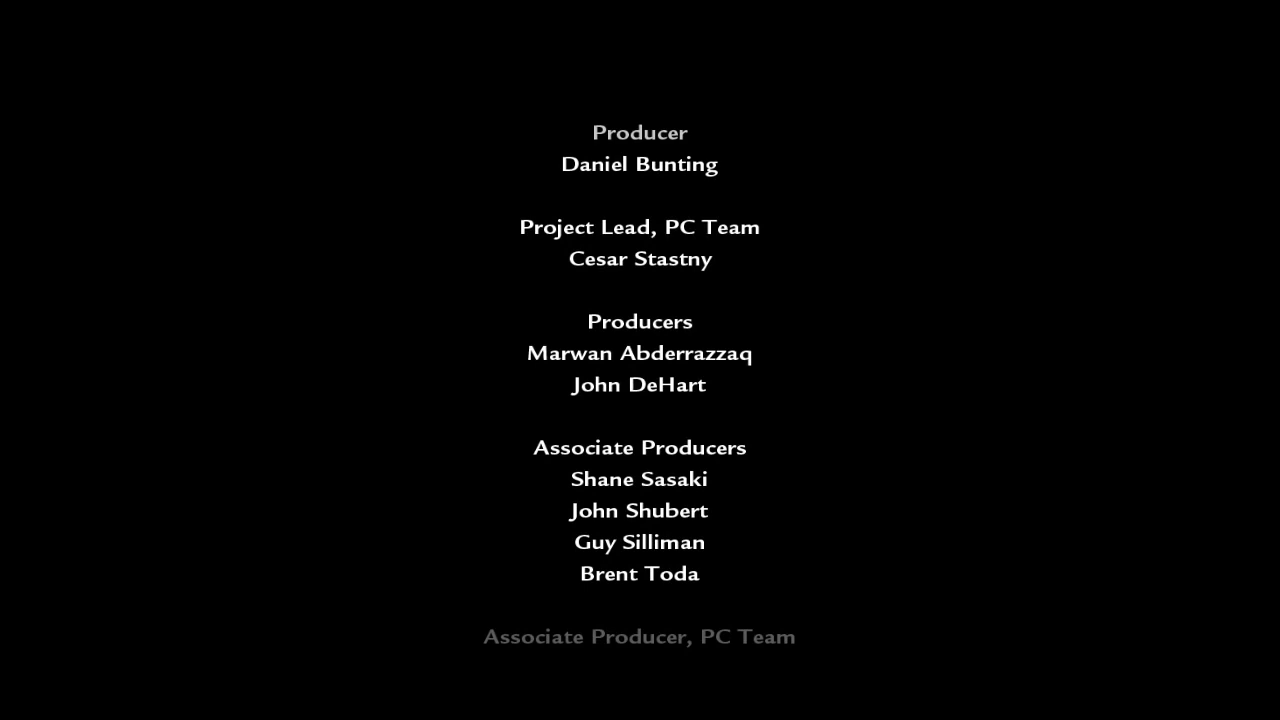 Producer
Daniel Bunting
Project Lead, PC Team
Cesar Stastny
Producers
Marwan Abderrazzaq
John DeHart
Associate Producers
Shane Sasaki
John Shubert
Guy Silliman
Brent Toda
Associate Producer, PC Team